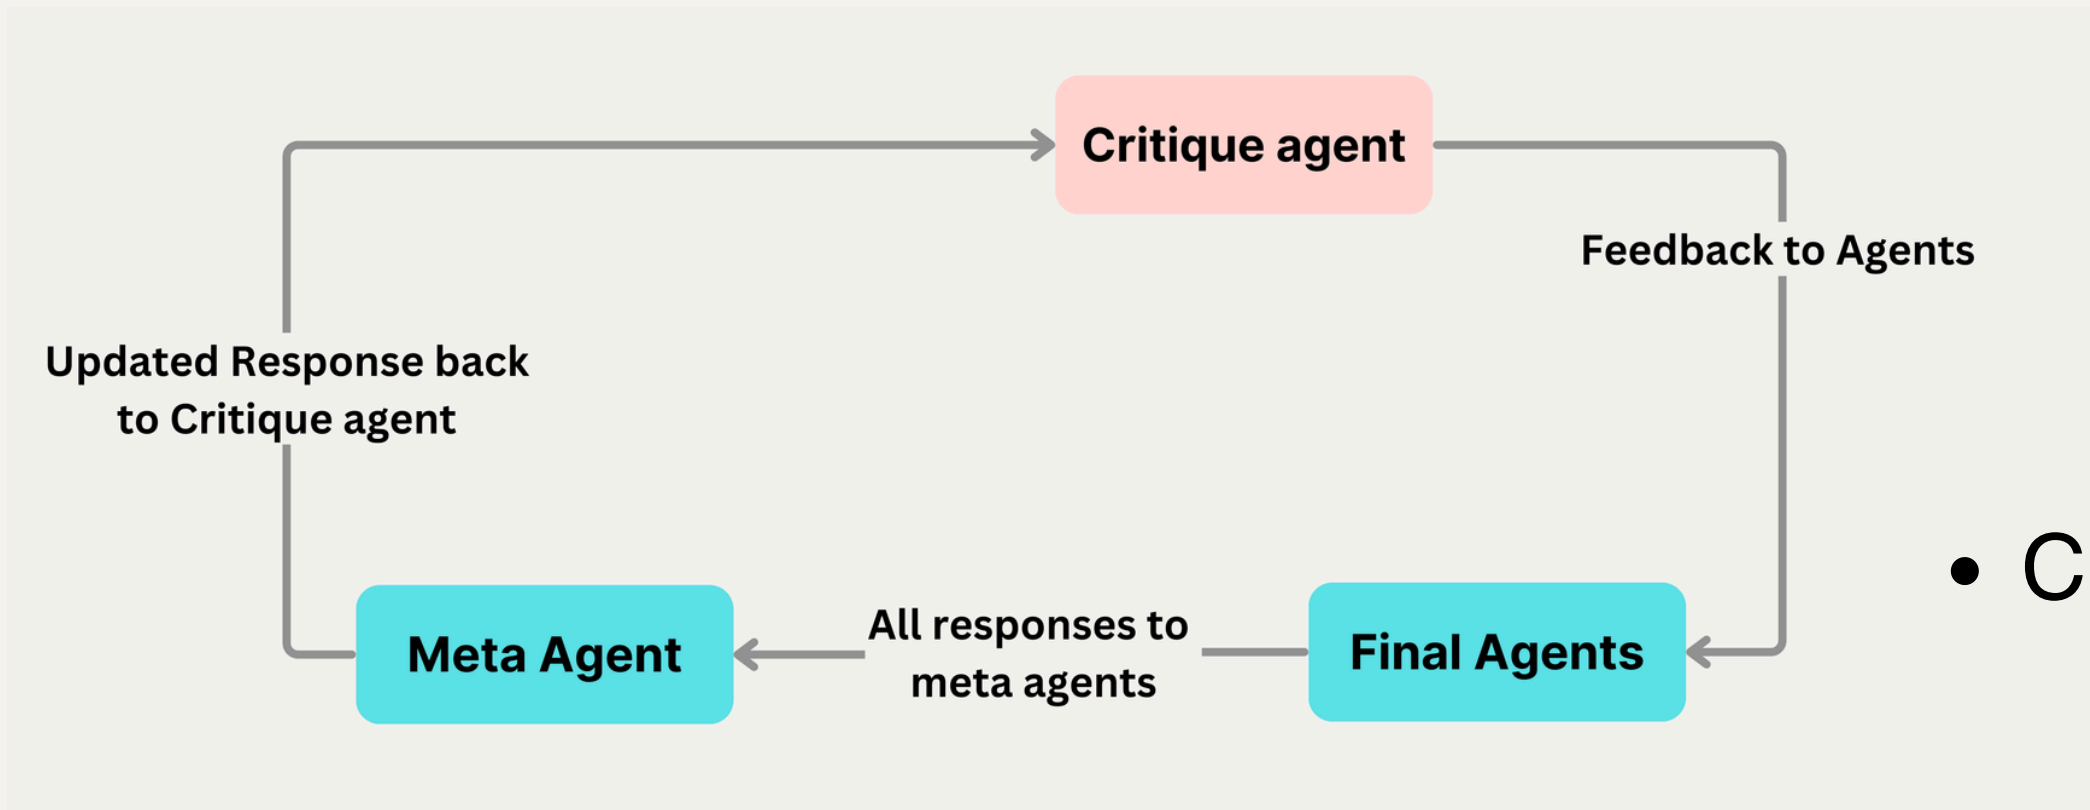 Critique agent
Feedback to Agents
Updated Response back
to Critique agent
• C
All responses to
meta agents
Meta Agent
Final Agents